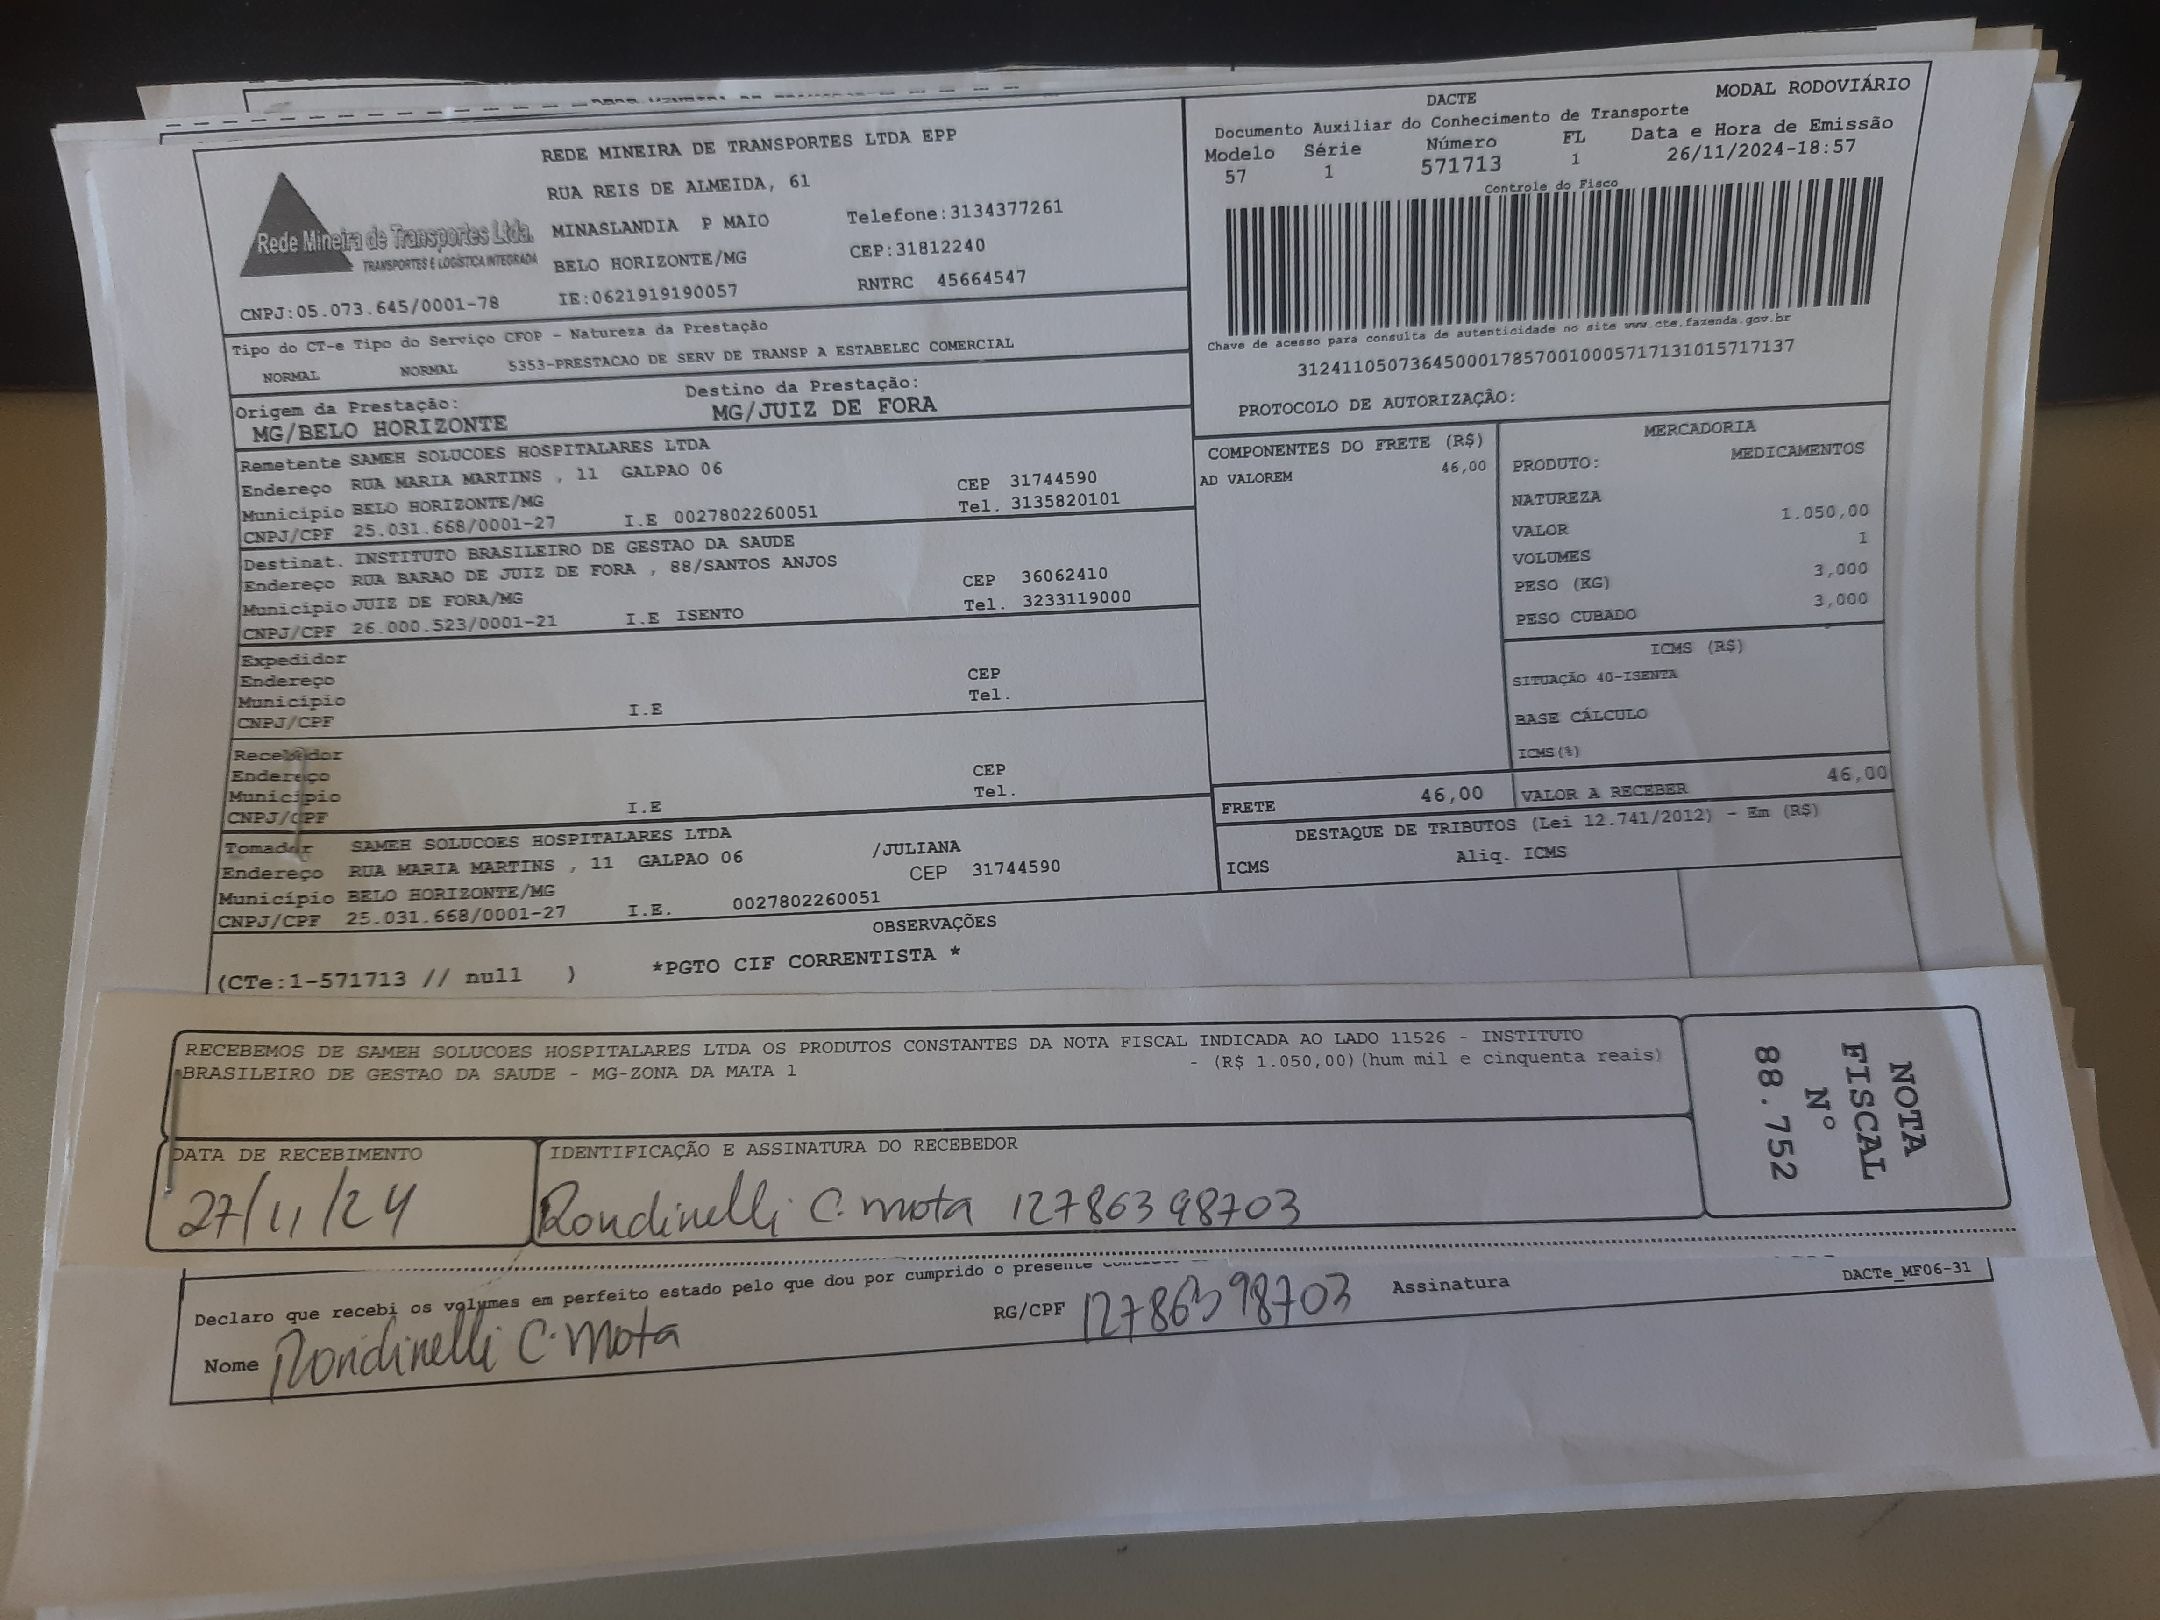 REDE MINEIRA DE TRANSPORTES LTDA EPP
RUA REIS DE ALMEIDA, 61
MINASLANDIA P MAIO Telefone:3134377261
BELO HORIZONTE/MG CEP:31812240
CNPJ:05.073.645/0001-78 IE:0621919190057 RNTRC 45664547
Rede Mineira de Transportes Ltda.
TRANSPORTES E LOGÍSTICA INTEGRADA
Tipo do CT-e Tipo do Serviço CFOP - Natureza da Prestação
NORMAL NORMAL 5353-PRESTACAO DE SERV DE TRANSP A ESTABELEC COMERCIAL
Origem da Prestação: Destino da Prestação:
MG/BELO HORIZONTE MG/JUIZ DE FORA
DACTE MODAL RODOVIÁRIO
Documento Auxiliar do Conhecimento de Transporte
Modelo Série Número FL Data e Hora de Emissão
57 1 571713 1 26/11/2024-18:57
Controle do Fisco
Chave de acesso para consulta de autenticidade no site www.cte.fazenda.gov.br
31241105073645000178570010005717131015717137
PROTOCOLO DE AUTORIZAÇÃO:
Remetente SAMEH SOLUCOES HOSPITALARES LTDA
Endereço RUA MARIA MARTINS , 11 GALPAO 06 CEP 31744590
Município BELO HORIZONTE/MG Tel. 3135820101
CNPJ/CPF 25.031.668/0001-27 I.E 0027802260051
Destinat. INSTITUTO BRASILEIRO DE GESTAO DA SAUDE
Endereço RUA BARAO DE JUIZ DE FORA , 88/SANTOS ANJOS CEP 36062410
Município JUIZ DE FORA/MG Tel. 3233119000
CNPJ/CPF 26.000.523/0001-21 I.E ISENTO
Expedidor
Endereço CEP
Município Tel.
CNPJ/CPF I.E
Recebedor
Endereço CEP
Município Tel.
CNPJ/CPF I.E
Tomador SAMEH SOLUCOES HOSPITALARES LTDA /JULIANA
Endereço RUA MARIA MARTINS , 11 GALPAO 06 CEP 31744590
Município BELO HORIZONTE/MG
CNPJ/CPF 25.031.668/0001-27 I.E. 0027802260051
COMPONENTES DO FRETE (R$)
AD VALOREM 46,00
MERCADORIA
PRODUTO: MEDICAMENTOS
NATUREZA
VALOR 1.050,00
VOLUMES 1
PESO (KG) 3,000
PESO CUBADO 3,000
ICMS (R$)
SITUAÇÃO 40-ISENTA
BASE CÁLCULO
ICMS(%)
FRETE 46,00 VALOR A RECEBER 46,00
DESTAQUE DE TRIBUTOS (Lei 12.741/2012) - Em (R$)
ICMS Aliq. ICMS
OBSERVAÇÕES
(CTe:1-571713 // null ) *PGTO CIF CORRENTISTA *
RECEBEMOS DE SAMEH SOLUCOES HOSPITALARES LTDA OS PRODUTOS CONSTANTES DA NOTA FISCAL INDICADA AO LADO 11526 - INSTITUTO
BRASILEIRO DE GESTAO DA SAUDE - MG-ZONA DA MATA 1 - (R$ 1.050,00)(hum mil e cinquenta reais)
DATA DE RECEBIMENTO IDENTIFICAÇÃO E ASSINATURA DO RECEBEDOR
27/11/24 Rondinelli C. mota 12786398703
NOTA
FISCAL
Nº
88.752
Declaro que recebi os volumes em perfeito estado pelo que dou por cumprido o presente
Nome Rondinelli C. Mota RG/CPF 12786398703 Assinatura DACTe_MF06-31